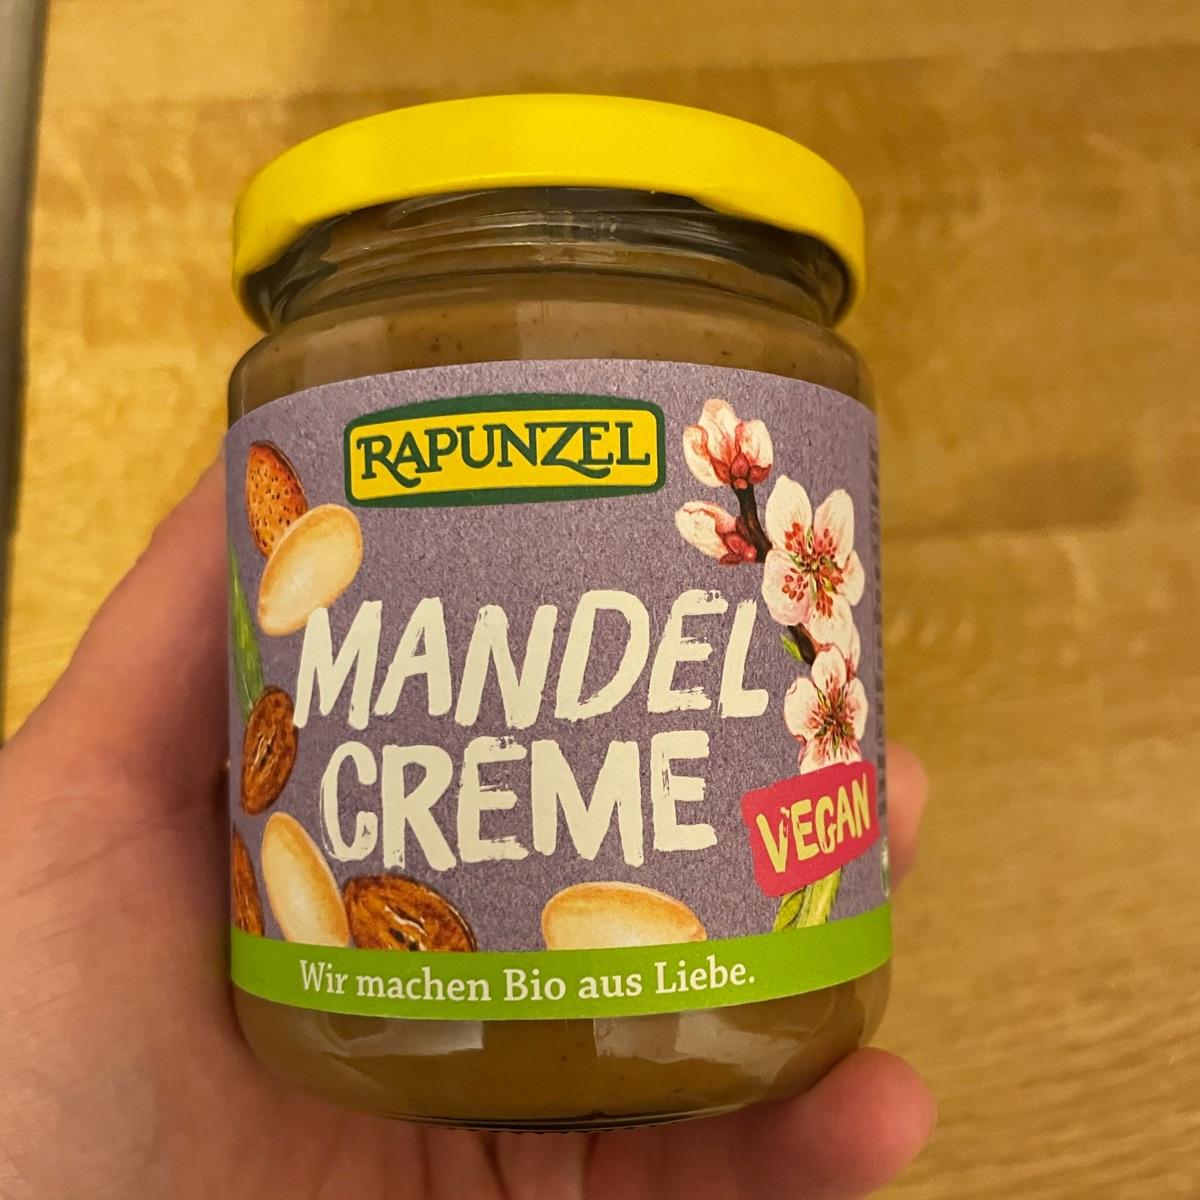 RAPUNZEL
MANDEL
CREME
VEGAN
Wir machen Bio aus Liebe.